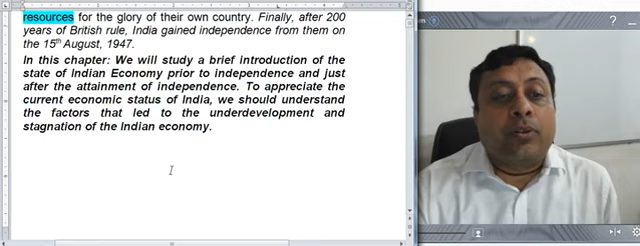 resources for the glory of their own country. Finally, after 200
years of British rule, India gained independence from them on
the 15th August, 1947.
In this chapter: We will study a brief introduction of the
state of Indian Economy prior to independence and just
after the attainment of independence. To appreciate the
current economic status of India, we should understand
the factors that led to the underdevelopment and
stagnation of the Indian economy.